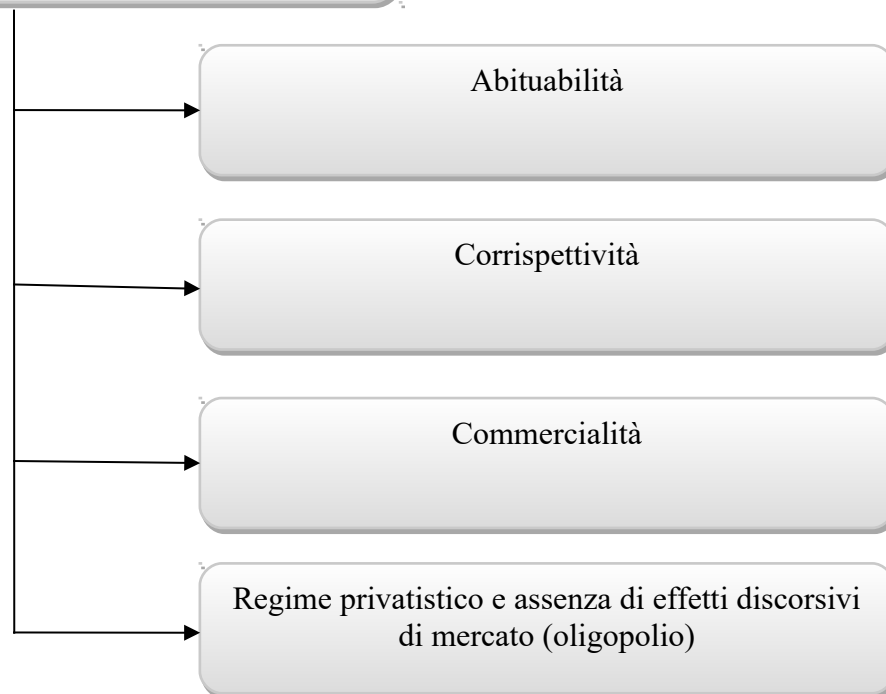 Abituabilità
Corrispettività
Commercialità
Regime privatistico e assenza di effetti discorsivi
di mercato (oligopolio)